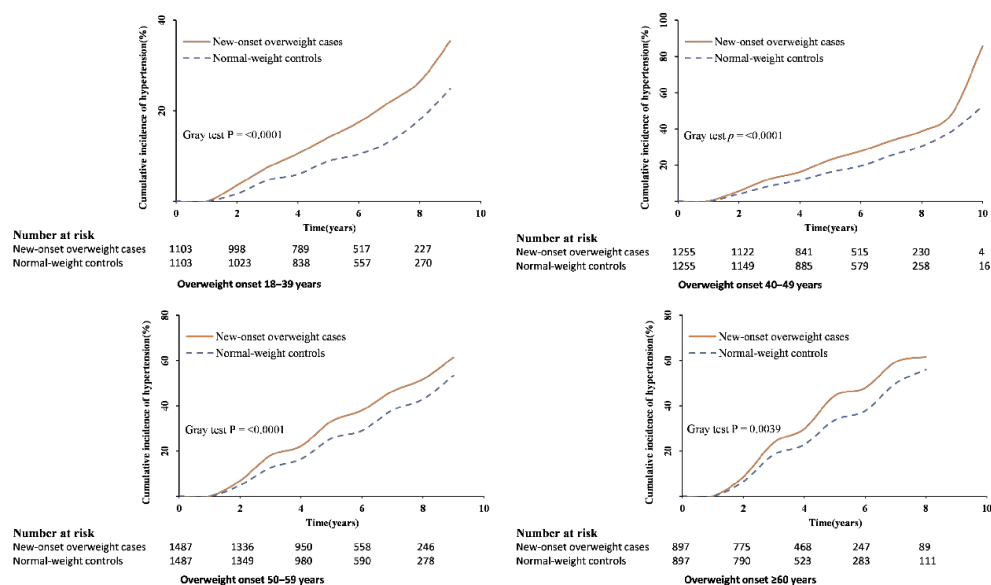 Cumulative incidence of hypertension(%)
40
20
New-onset overweight cases
Normal-weight controls
Gray test P = <0.0001
0 2 4 6 8 10
Time(years)
Number at risk
New-onset overweight cases 1103 998 789 517 227
Normal-weight controls 1103 1023 838 557 270
Overweight onset 18–39 years
Cumulative incidence of hypertension(%)
100
80
60
40
20
0
New-onset overweight cases
Normal-weight controls
Gray test p = <0.0001
0 2 4 6 8 10
Time(years)
Number at risk
New-onset overweight cases 1255 1122 841 515 230 4
Normal-weight controls 1255 1149 885 579 258 16
Overweight onset 40–49 years
Cumulative incidence of hypertension(%)
80
60
40
20
New-onset overweight cases
Normal-weight controls
Gray test P = <0.0001
0 2 4 6 8 10
Time(years)
Number at risk
New-onset overweight cases 1487 1336 950 558 246
Normal-weight controls 1487 1349 980 590 278
Overweight onset 50–59 years
Cumulative incidence of hypertension(%)
80
60
40
20
New-onset overweight cases
Normal-weight controls
Gray test P = 0.0039
0 2 4 6 8 10
Time(years)
Number at risk
New-onset overweight cases 897 775 468 247 89
Normal-weight controls 897 790 523 283 111
Overweight onset ≥60 years